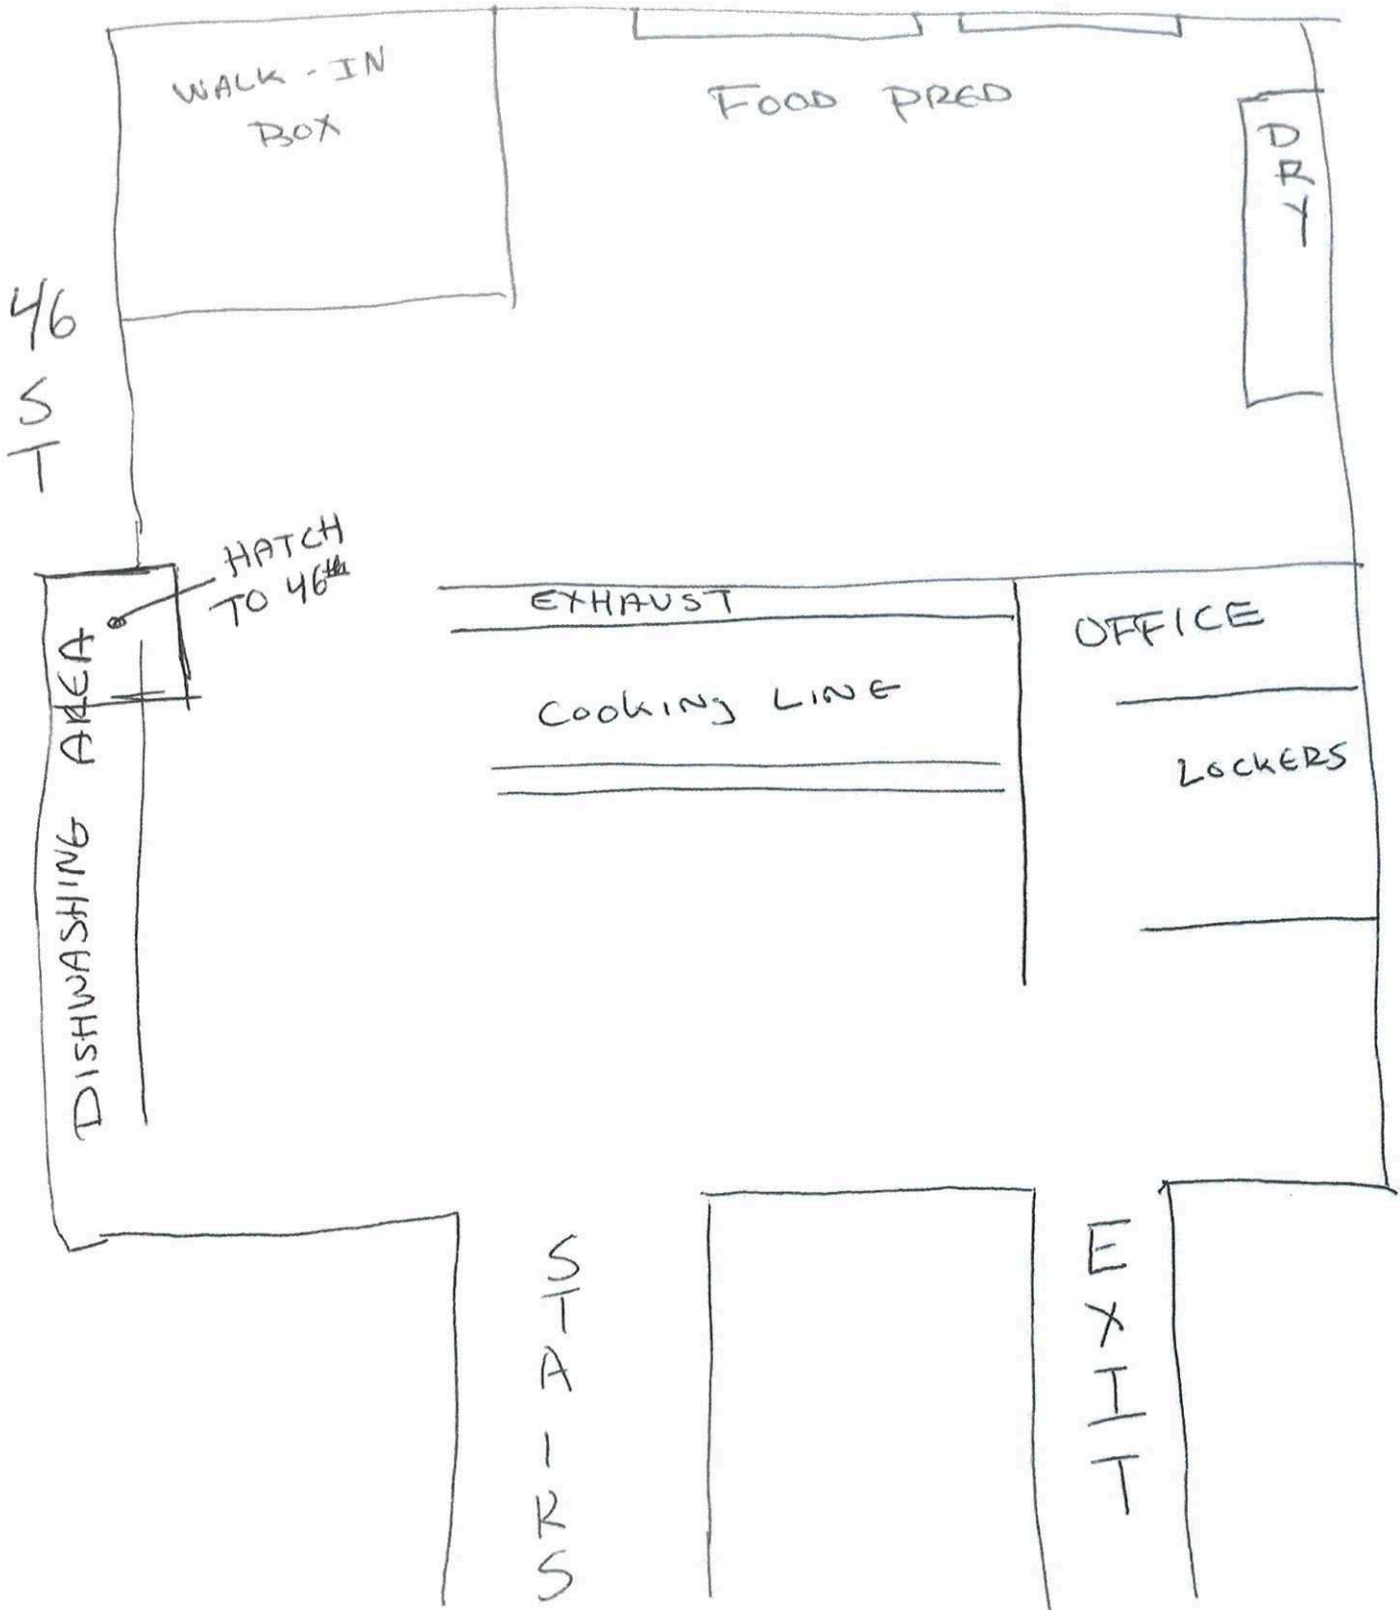 WALK-IN
BOX
FOOD PRED
DRY
46
ST
HATCH
TO 46th
EXHAUST
OFFICE
Cooking LINE
LOCKERS
DISHWASHING AREA
STAIRS
EXIT